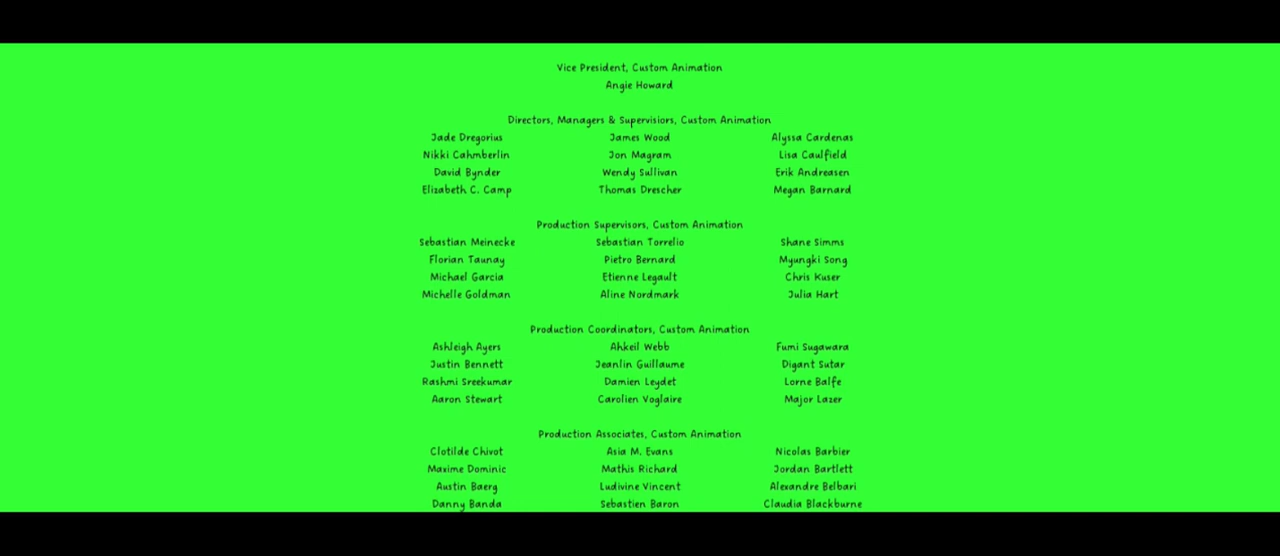 Vice President, Custom Animation
Angie Howard
Directors, Managers & Supervisiors, Custom Animation
Jade Dregorius James Wood Alyssa Cardenas
Nikki Cahmberlin Jon Magram Lisa Caulfield
David Bynder Wendy Sullivan Erik Andreasen
Elizabeth C. Camp Thomas Drescher Megan Barnard
Production Supervisors, Custom Animation
Sebastian Meinecke Sebastian Torrelio Shane Simms
Florian Taunay Pietro Bernard Myungki Song
Michael Garcia Etienne Legault Chris Kuser
Michelle Goldman Aline Nordmark Julia Hart
Production Coordinators, Custom Animation
Ashleigh Ayers Ahkeil Webb Fumi Sugawara
Justin Bennett Jeanlin Guillaume Digant Sutar
Rashmi Sreekumar Damien Leydet Lorne Balfe
Aaron Stewart Carolien Voglaire Major Lazer
Production Associates, Custom Animation
Clotilde Chivot Asia M. Evans Nicolas Barbier
Maxime Dominic Mathis Richard Jordan Bartlett
Austin Baerg Ludivine Vincent Alexandre Belbari
Danny Banda Sebastien Baron Claudia Blackburne